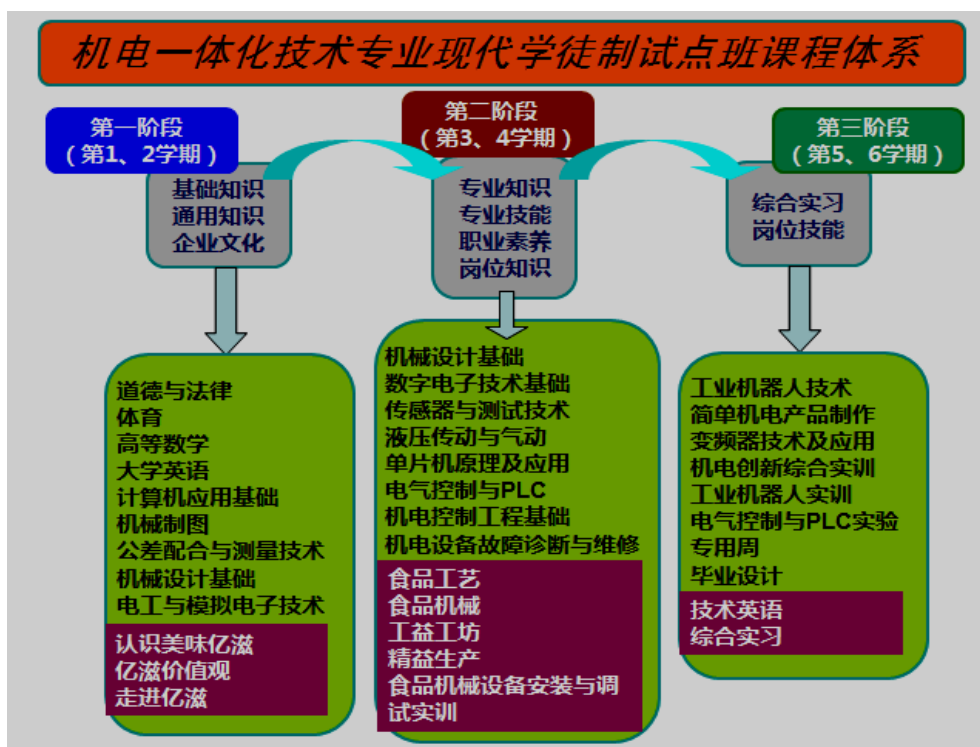 机电一体化技术专业现代学徒制试点班课程体系
第一阶段
（第1、2学期）
基础知识
通用知识
企业文化
道德与法律
体育
高等数学
大学英语
计算机应用基础
机械制图
公差配合与测量技术
机械设计基础
电工与模拟电子技术
认识美味亿滋
亿滋价值观
走进亿滋
第二阶段
（第3、4学期）
专业知识
专业技能
职业素养
岗位知识
机械设计基础
数字电子技术基础
传感器与测试技术
液压传动与气动
单片机原理及应用
电气控制与PLC
机电控制工程基础
机电设备故障诊断与维修
食品工艺
食品机械
工益工坊
精益生产
食品机械设备安装与调
试实训
第三阶段
（第5、6学期）
综合实习
岗位技能
工业机器人技术
简单机电产品制作
变频器技术及应用
机电创新综合实训
工业机器人实训
电气控制与PLC实验
专用周
毕业设计
技术英语
综合实习